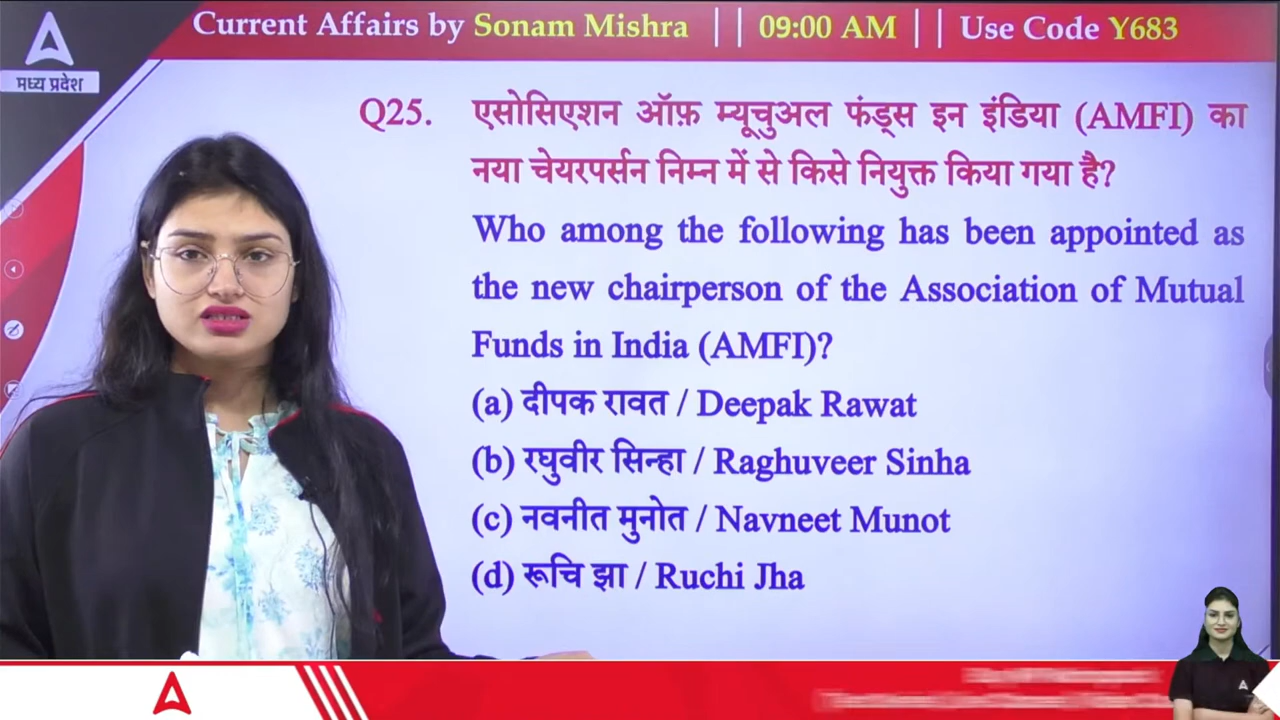 Current Affairs by Sonam Mishra || 09:00 AM || Use Code Y683
मध्य प्रदेश
Q25. एसोसिएशन ऑफ़ म्यूचुअल फंड्स इन इंडिया (AMFI) का
नया चेयरपर्सन निम्न में से किसे नियुक्त किया गया है?
Who among the following has been appointed as
the new chairperson of the Association of Mutual
Funds in India (AMFI)?
(a) दीपक रावत / Deepak Rawat
(b) रघुवीर सिन्हा / Raghuveer Sinha
(c) नवनीत मुनोत / Navneet Munot
(d) रूचि झा / Ruchi Jha